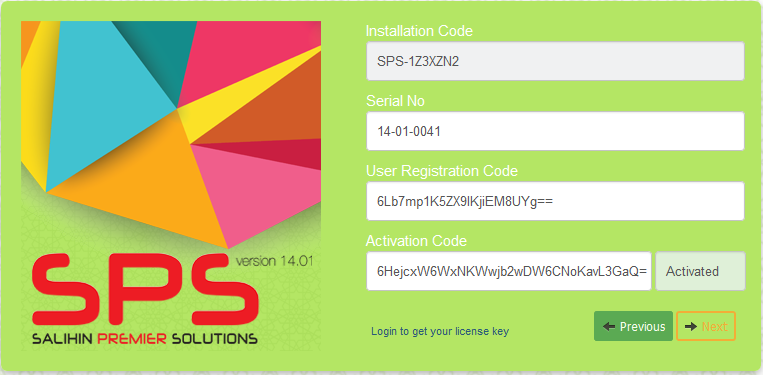 Installation Code
SPS-1Z3XZN2
Serial No
14-01-0041
User Registration Code
6Lb7mp1K5ZX9lKjiEM8UYg==
Activation Code
6HejcxW6WxNKWwjb2wDW6CNoKavL3GaQ= Activated
version 14.01
SPS
SALIHIN PREMIER SOLUTIONS
Login to get your license key
Previous Next